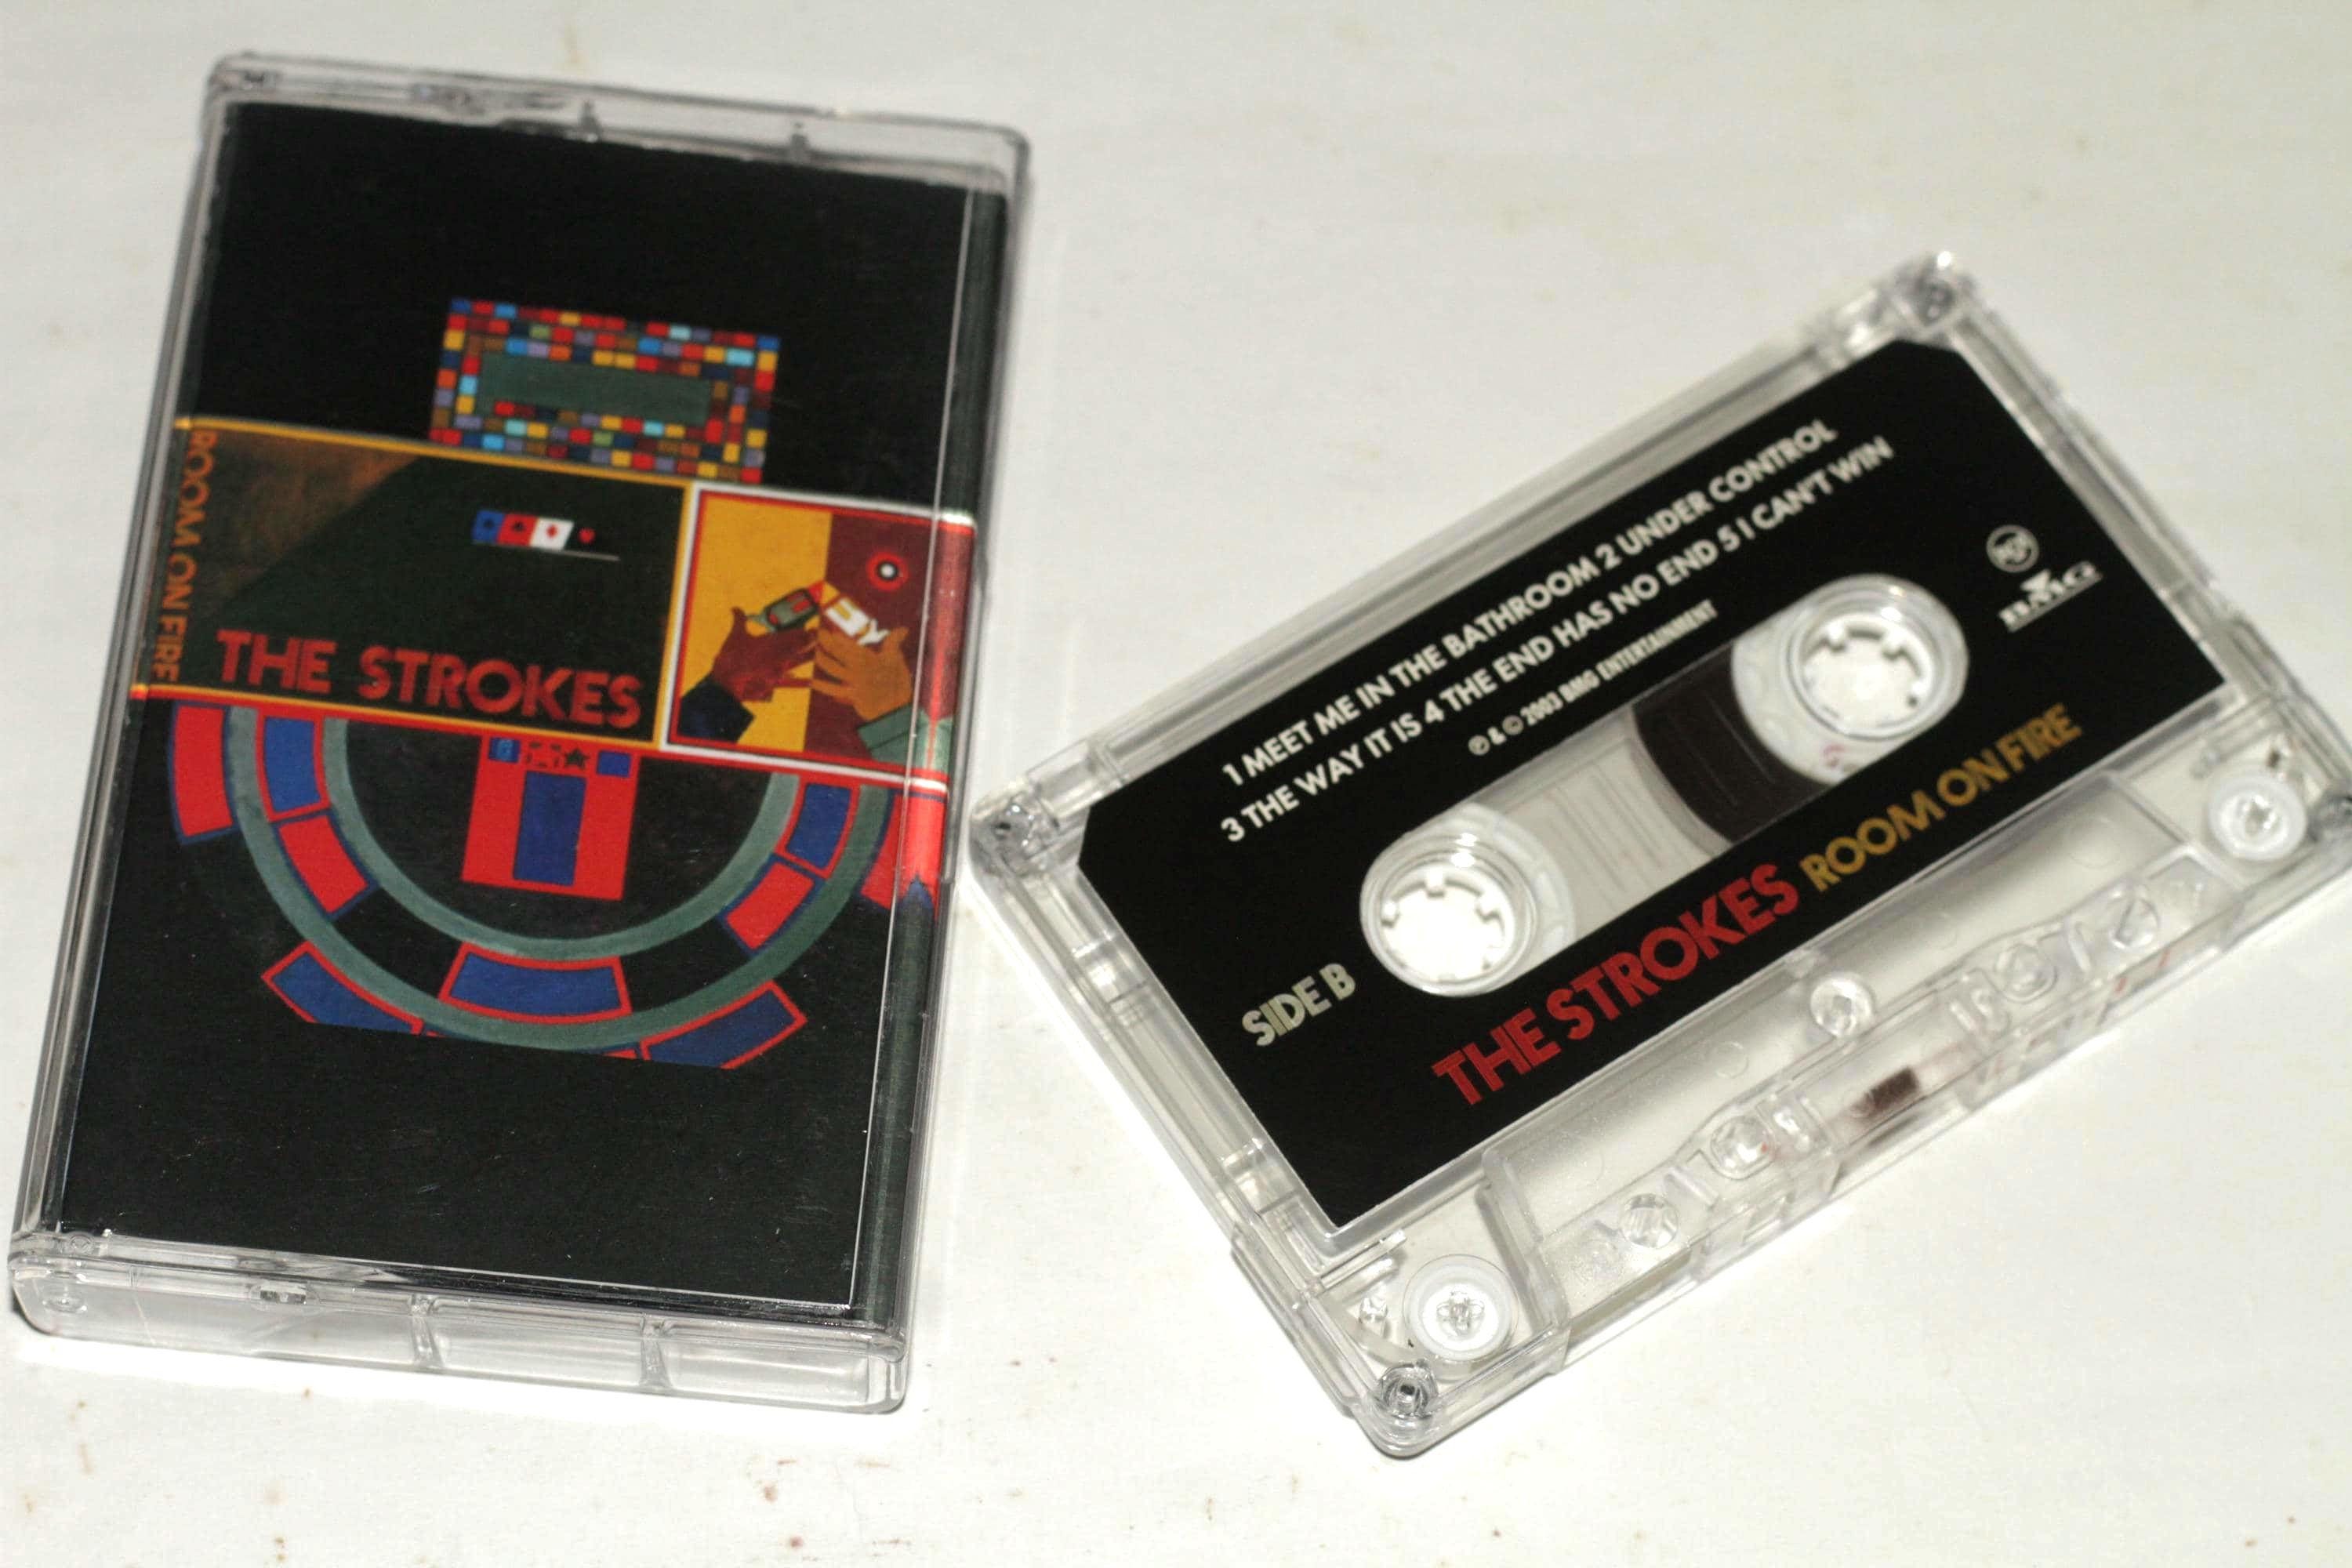 ROOM ON FIRE
THE STROKES
1 MEET ME IN THE BATHROOM 2 UNDER CONTROL
3 THE WAY IT IS 4 THE END HAS NO END 5 I CAN'T WIN
℗ & © 2003 BMG ENTERTAINMENT
RCA
BMG
SIDE B
THE STROKES ROOM ON FIRE